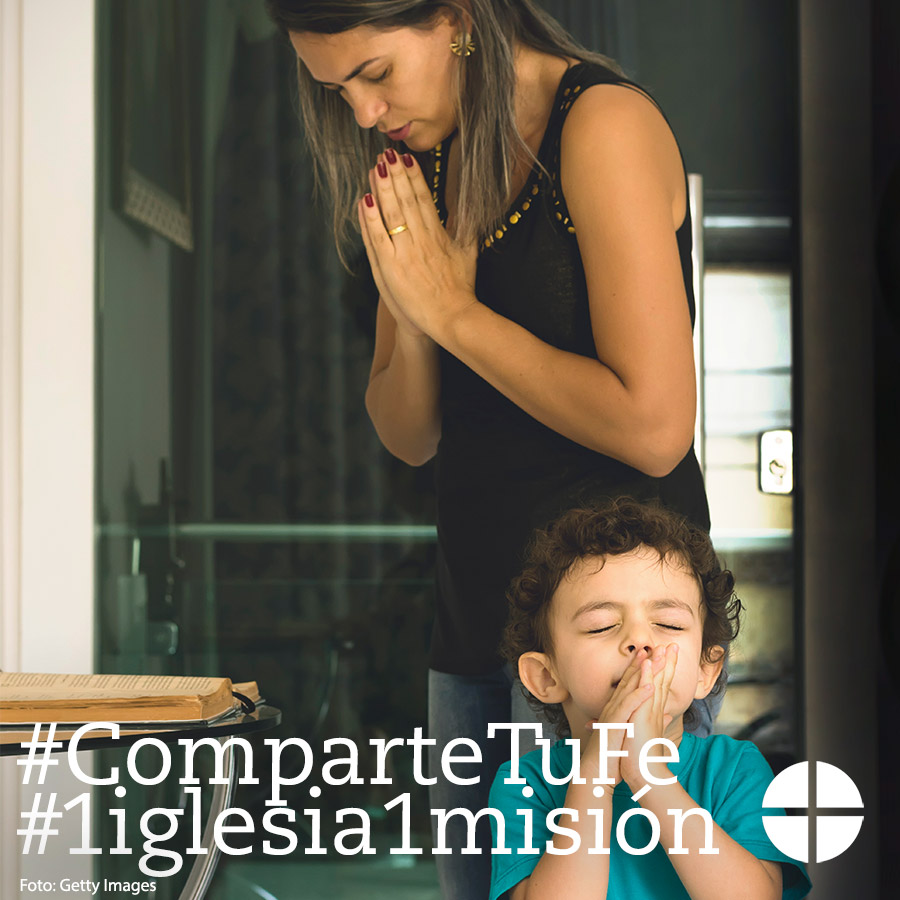 #ComparteTuFe
#1iglesia1misión
Foto: Getty Images